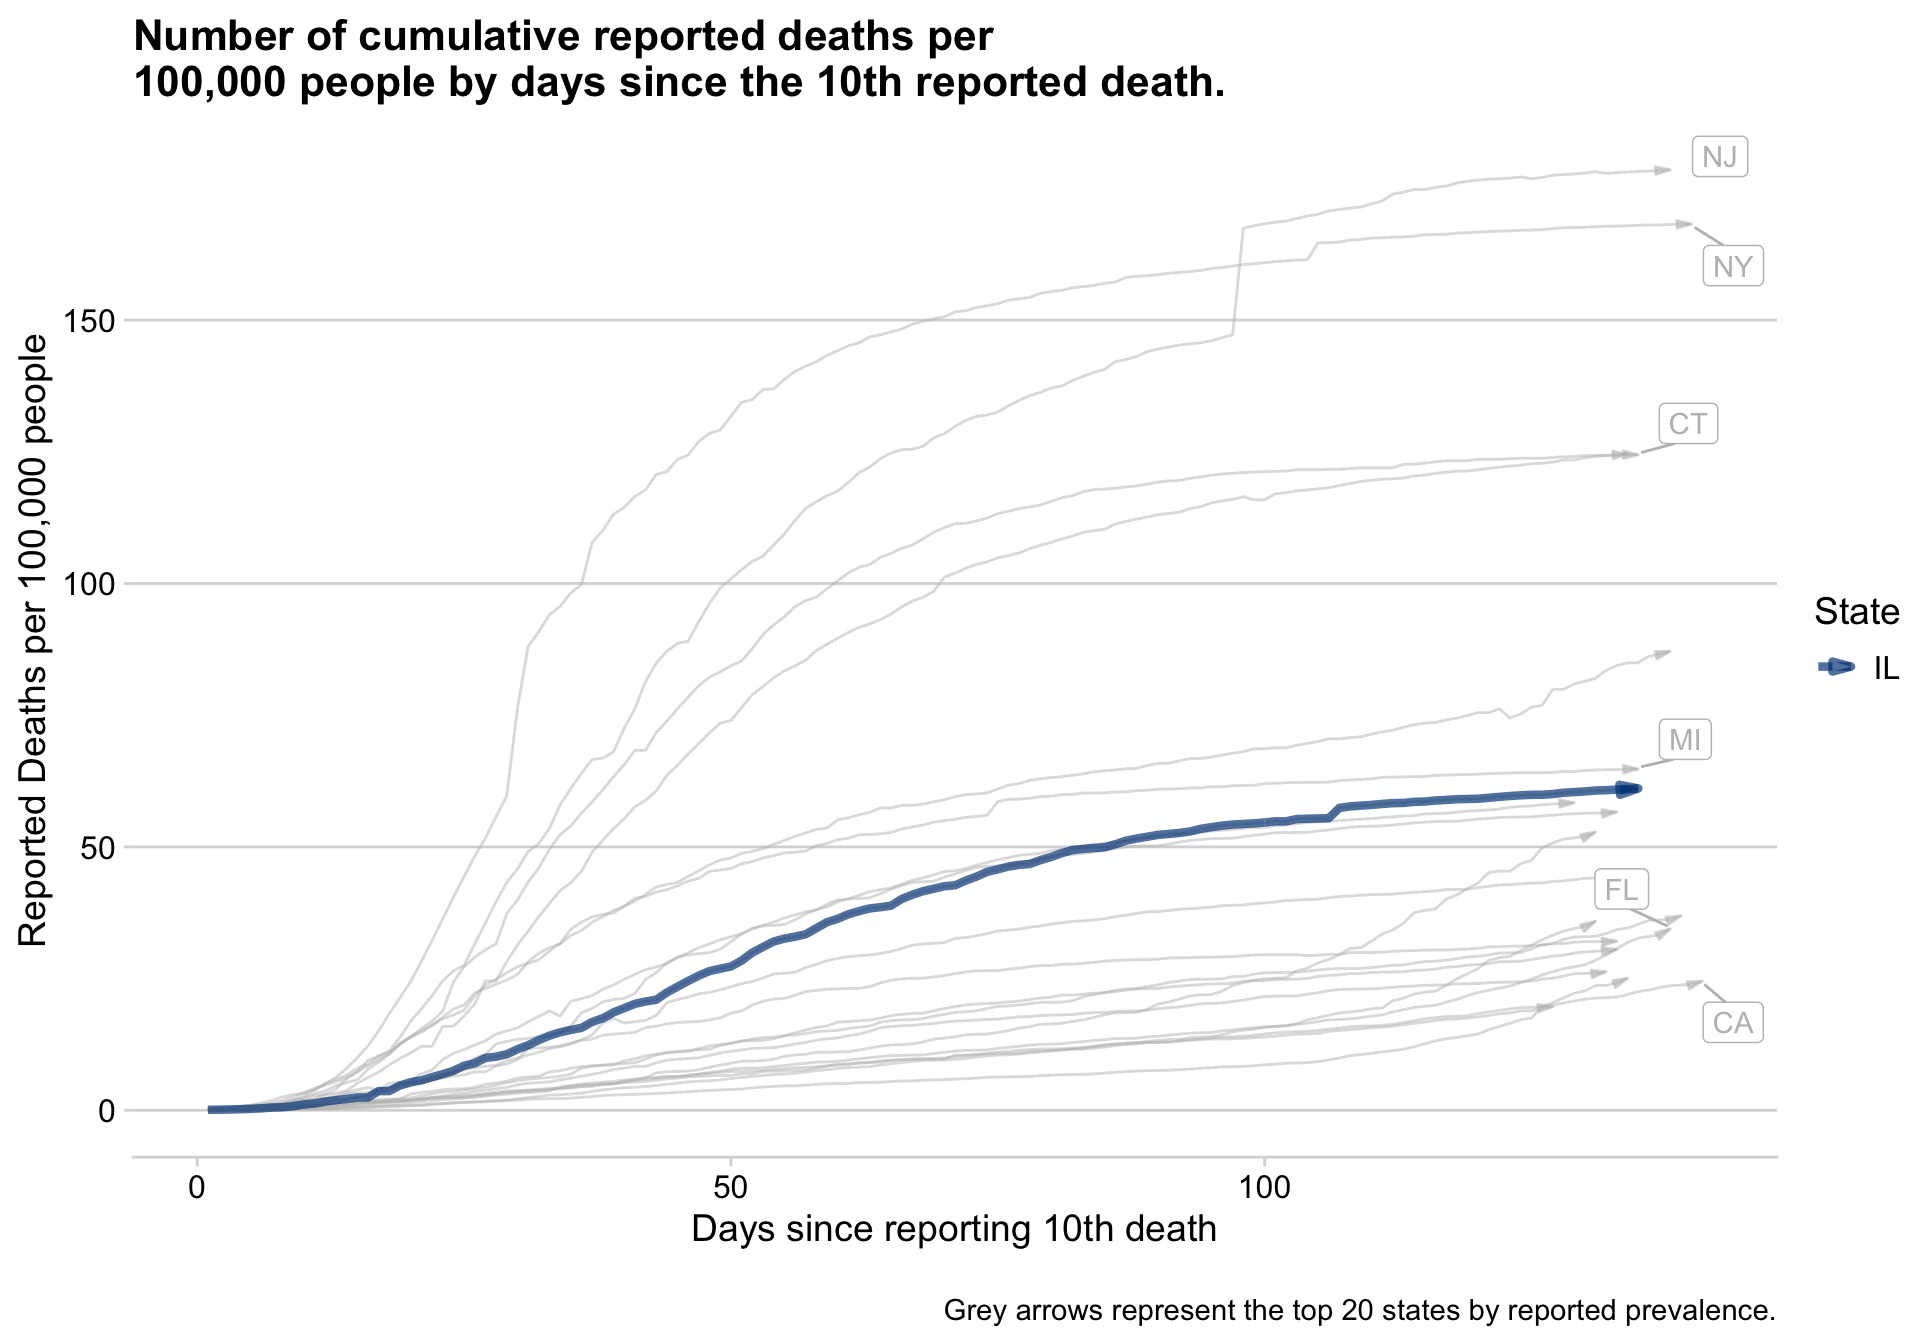 Number of cumulative reported deaths per
100,000 people by days since the 10th reported death.
NJ
NY
150
CT
100
State
IL
MI
50
FL
CA
0
0
50
100
Reported Deaths per 100,000 people
Days since reporting 10th death
Grey arrows represent the top 20 states by reported prevalence.